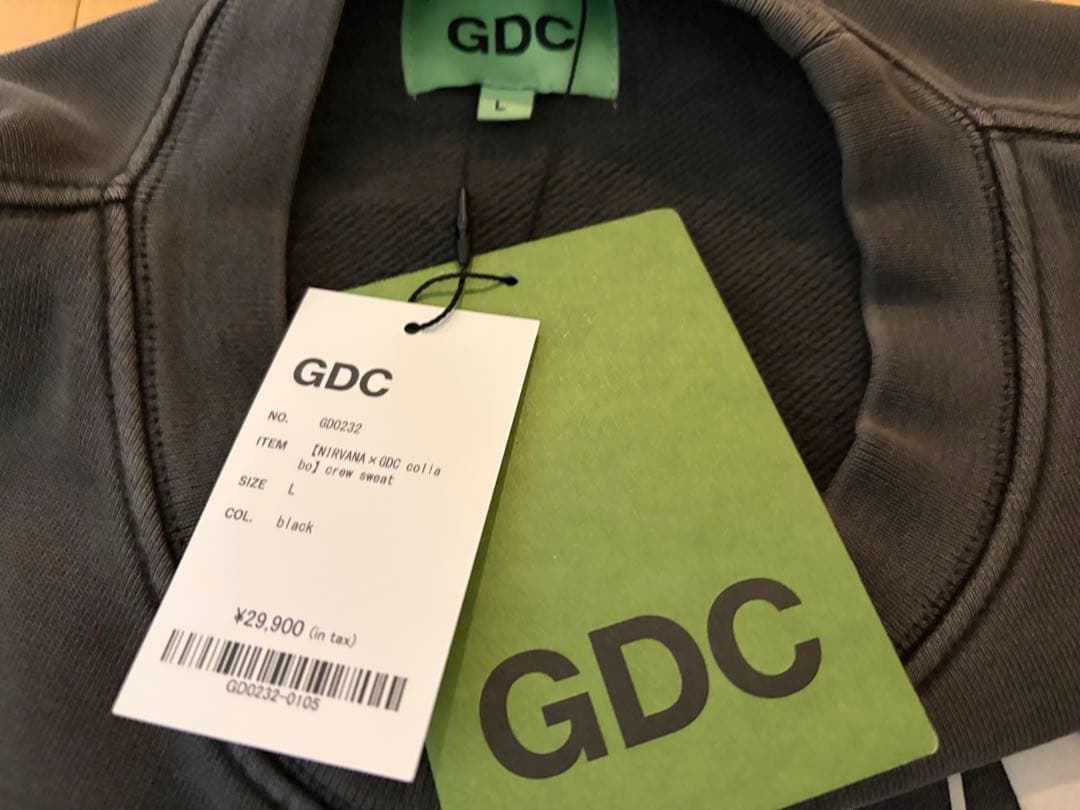 GDC
L
GDC
NO. GD0232
ITEM 【NIRVANA×GDC colla
bo】crew sweat
SIZE L
COL. black
¥29,900 (in tax)
GD0232-0105
GDC